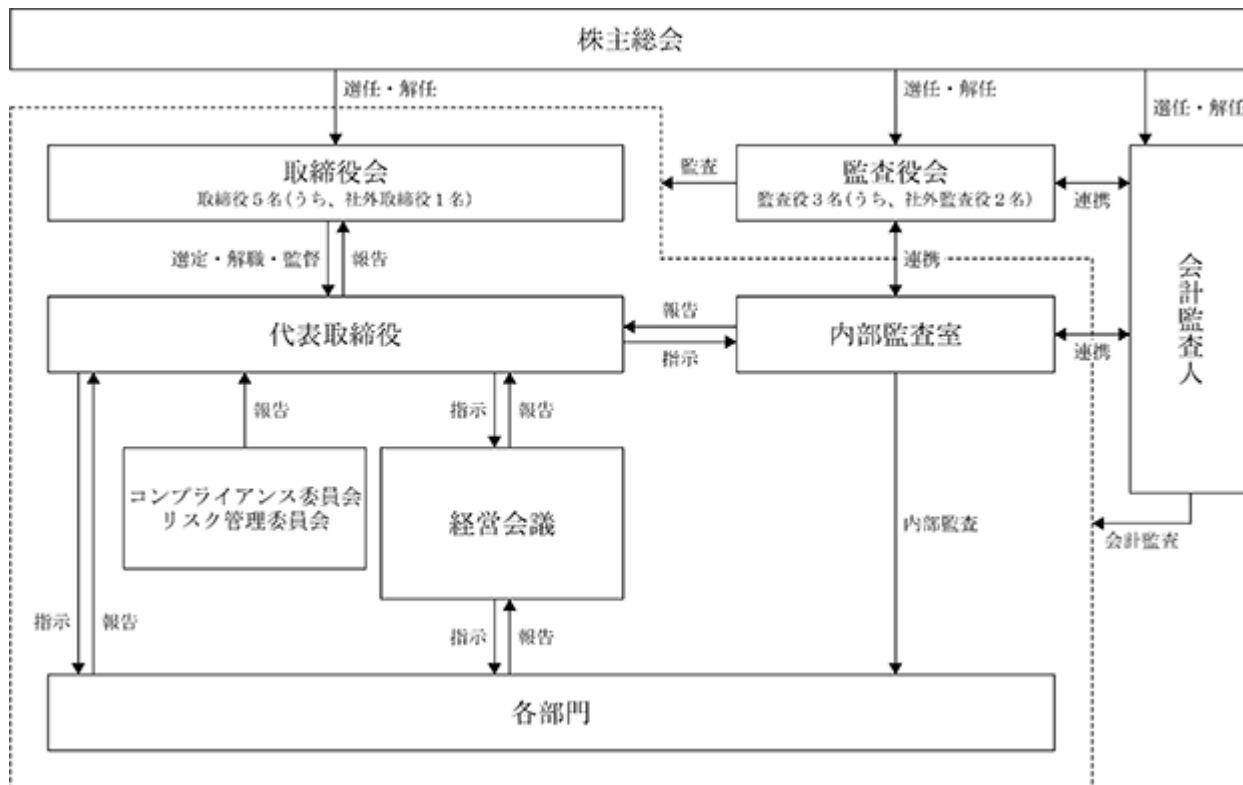 株主総会
選任・解任
選任・解任
選任・解任
取締役会
取締役5名(うち、社外取締役1名)
監査
監査役会
監査役3名(うち、社外監査役2名)
連携
会計監査人
選定・解職・監督
報告
連携
代表取締役
報告
指示
内部監査室
連携
報告
指示
報告
コンプライアンス委員会
リスク管理委員会
経営会議
内部監査
会計監査
指示
報告
指示
報告
各部門